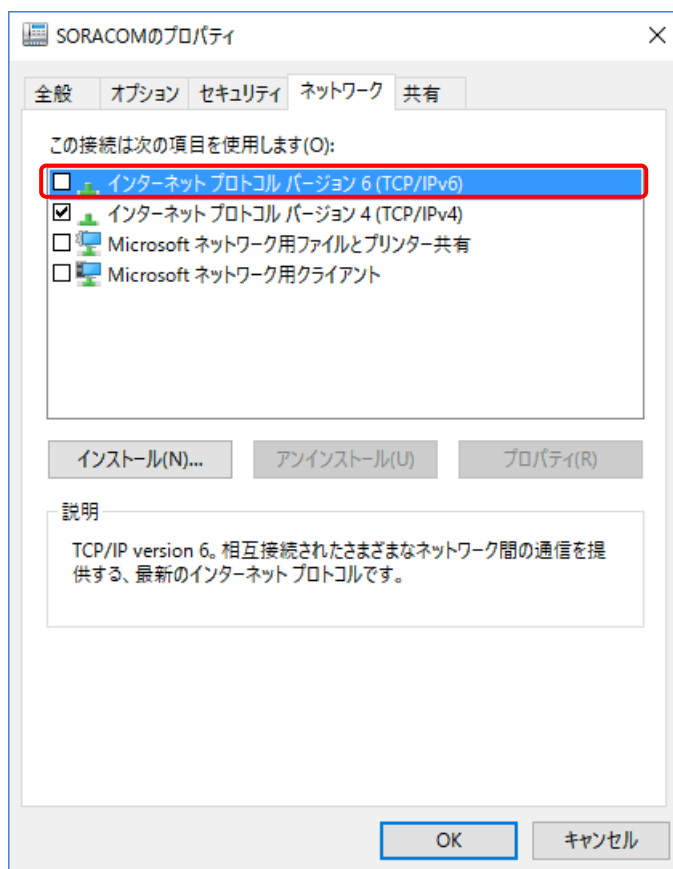 SORACOMのプロパティ
全般 オプション セキュリティ ネットワーク 共有
この接続は次の項目を使用します(O):
インターネット プロトコル バージョン 6 (TCP/IPv6)
インターネット プロトコル バージョン 4 (TCP/IPv4)
Microsoft ネットワーク用ファイルとプリンター共有
Microsoft ネットワーク用クライアント
インストール(N)... アンインストール(U) プロパティ(R)
説明
TCP/IP version 6。相互接続されたさまざまなネットワーク間の通信を提
供する、最新のインターネット プロトコルです。
OK キャンセル